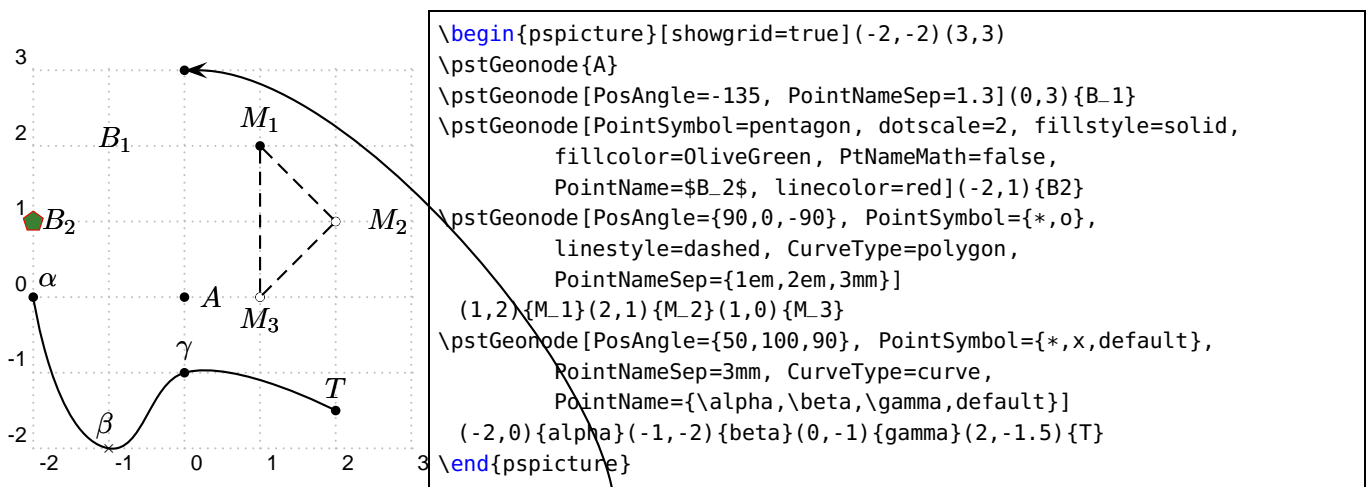 3
2
1
0
-1
-2
-2 -1 0 1 2 3
M₁
B₁
B₂
M₂
α
A
M₃
γ
T
β
\begin{pspicture}[showgrid=true](-2,-2)(3,3)
\pstGeonode{A}
\pstGeonode[PosAngle=-135, PointNameSep=1.3](0,3){B_1}
\pstGeonode[PointSymbol=pentagon, dotscale=2, fillstyle=solid,
fillcolor=OliveGreen, PtNameMath=false,
PointName=$B_2$, linecolor=red](-2,1){B2}
\pstGeonode[PosAngle={90,0,-90}, PointSymbol={*,o},
linestyle=dashed, CurveType=polygon,
PointNameSep={1em,2em,3mm}]
(1,2){M_1}(2,1){M_2}(1,0){M_3}
\pstGeonode[PosAngle={50,100,90}, PointSymbol={*,x,default},
PointNameSep=3mm, CurveType=curve,
PointName={\alpha,\beta,\gamma,default}]
(-2,0){alpha}(-1,-2){beta}(0,-1){gamma}(2,-1.5){T}
\end{pspicture}